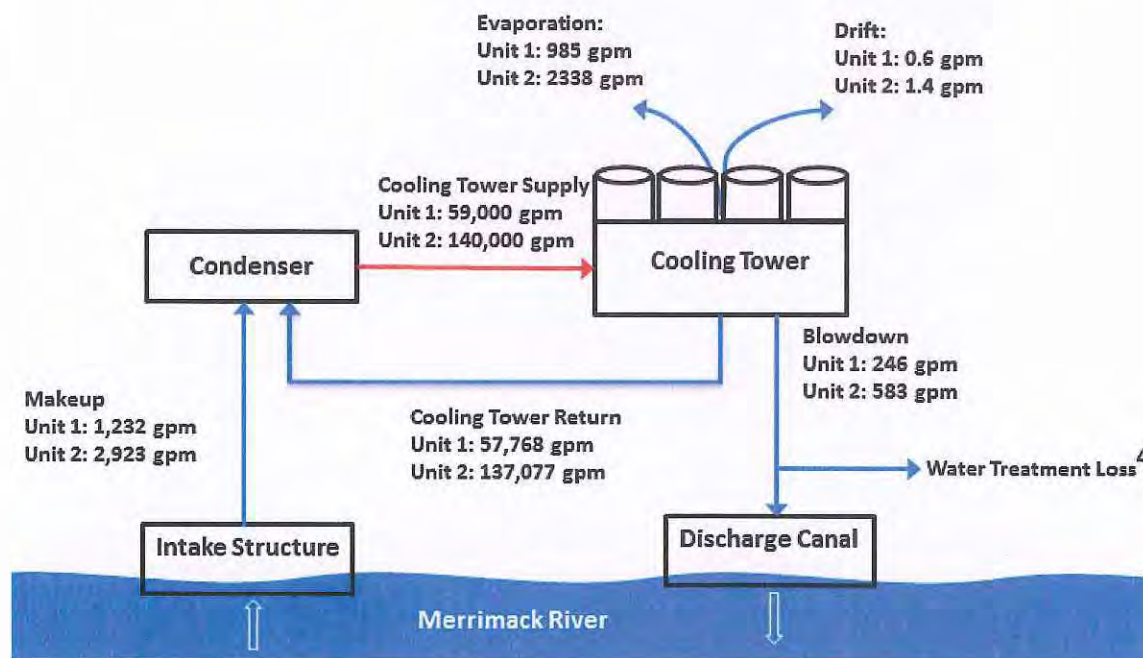 Evaporation:
Unit 1: 985 gpm
Unit 2: 2338 gpm
Drift:
Unit 1: 0.6 gpm
Unit 2: 1.4 gpm
Cooling Tower Supply
Unit 1: 59,000 gpm
Unit 2: 140,000 gpm
Condenser
Cooling Tower
Blowdown
Unit 1: 246 gpm
Unit 2: 583 gpm
Makeup
Unit 1: 1,232 gpm
Unit 2: 2,923 gpm
Cooling Tower Return
Unit 1: 57,768 gpm
Unit 2: 137,077 gpm
Water Treatment Loss4
Intake Structure
Discharge Canal
Merrimack River